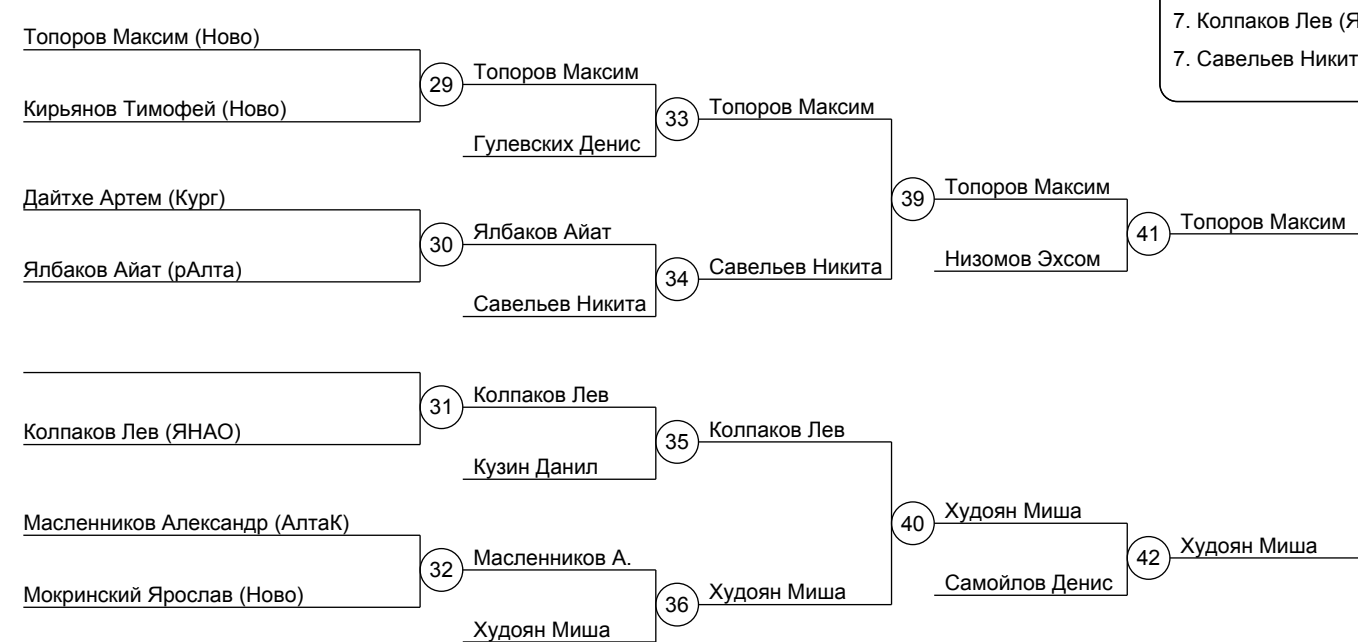 7. Колпаков Лев (Я
7. Савельев Никит
Топоров Максим (Ново)
29
Топоров Максим
Кирьянов Тимофей (Ново)
33
Топоров Максим
Гулевских Денис
Дайтхе Артем (Кург)
39
Топоров Максим
30
Ялбаков Айат
41
Топоров Максим
Ялбаков Айат (рАлта)
34
Савельев Никита
Низомов Эхсом
Савельев Никита
31
Колпаков Лев
Колпаков Лев (ЯНАО)
35
Колпаков Лев
Кузин Данил
Масленников Александр (АлтаК)
40
Худоян Миша
32
Масленников А.
42
Худоян Миша
Мокринский Ярослав (Ново)
36
Худоян Миша
Самойлов Денис
Худоян Миша